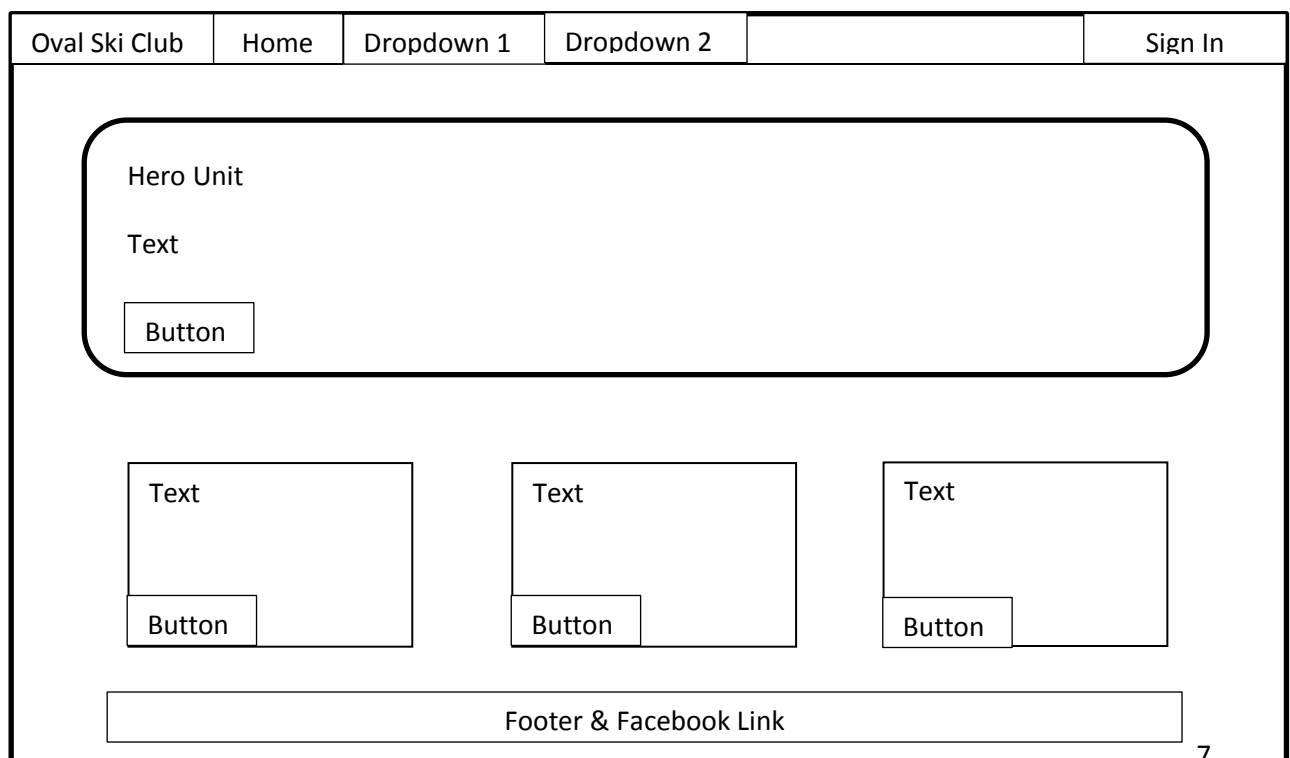 Oval Ski Club Home Dropdown 1 Dropdown 2 Sign In
Hero Unit
Text
Button
Text Text Text
Button Button Button
Footer & Facebook Link
7